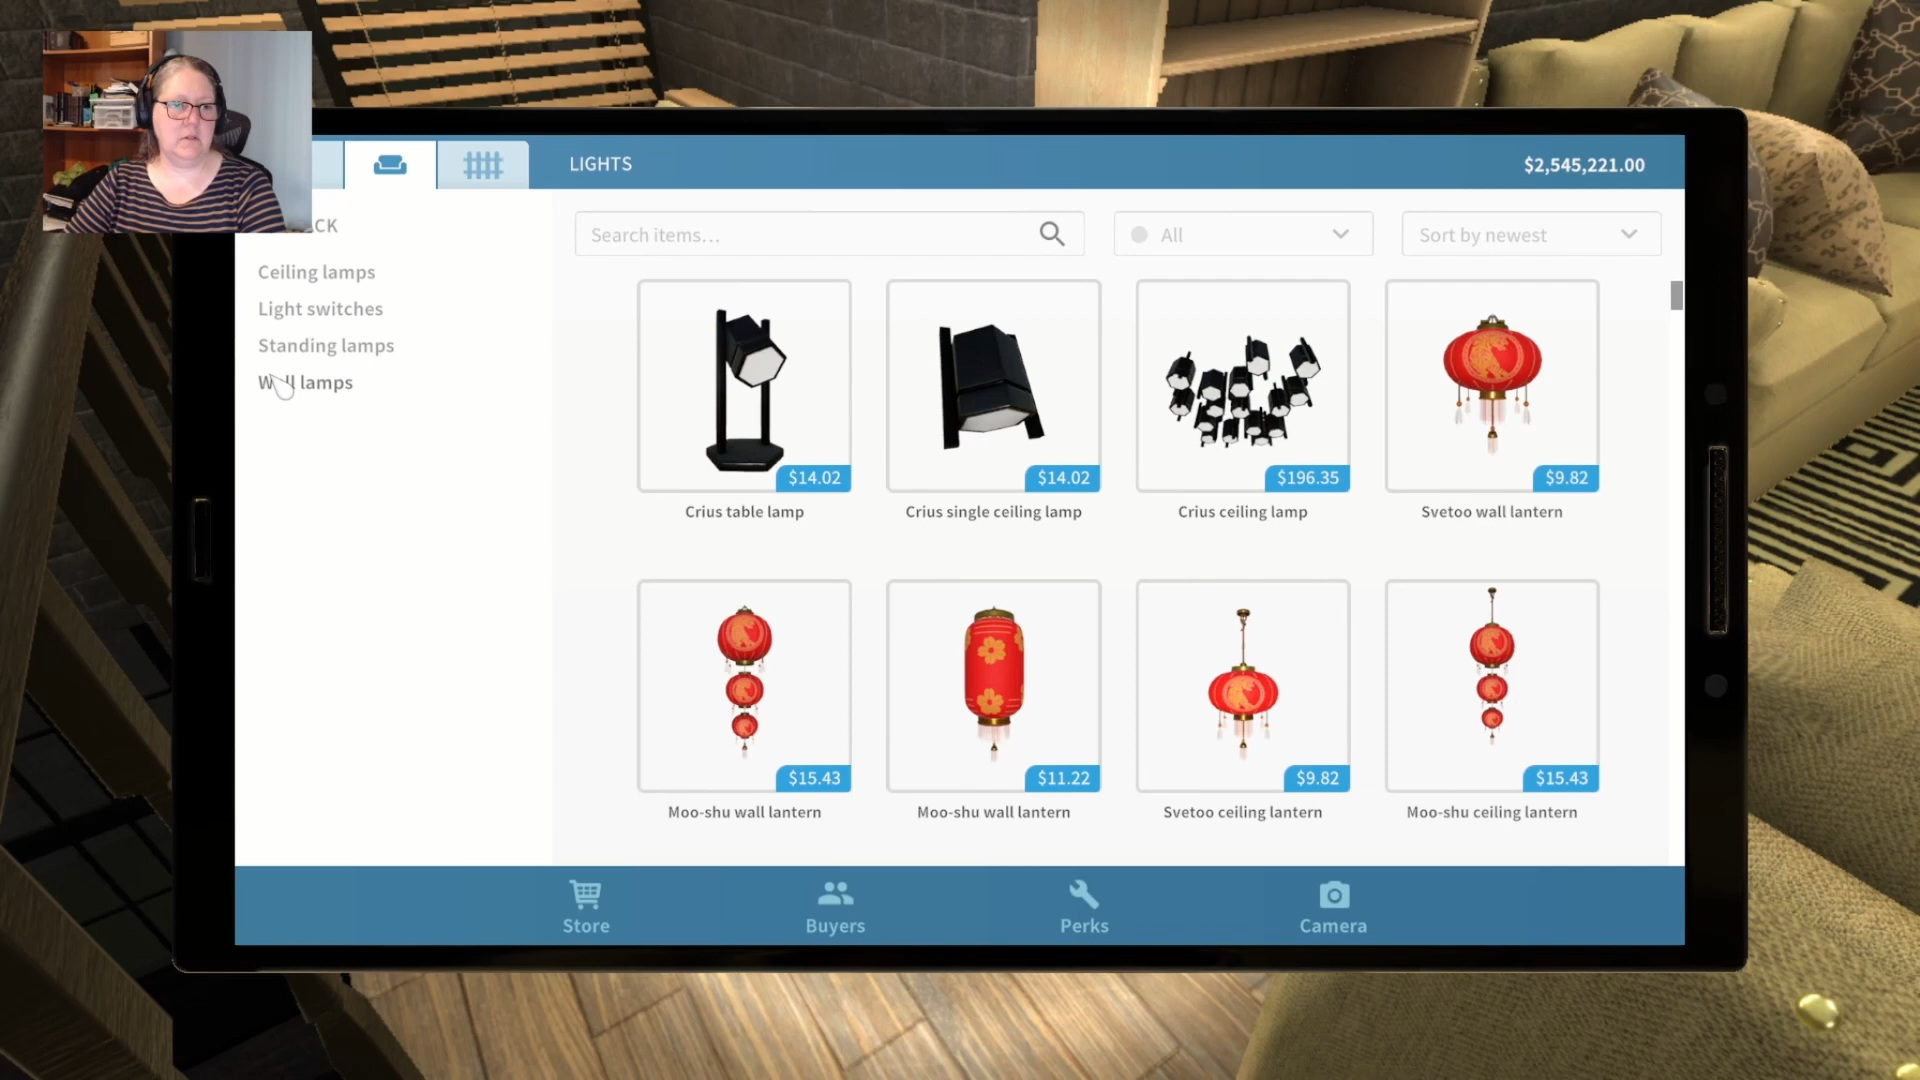 LIGHTS
$2,545,221.00
CK
Search items...
All
Sort by newest
Ceiling lamps
Light switches
Standing lamps
Wall lamps
$14.02
$14.02
$196.35
$9.82
Crius table lamp
Crius single ceiling lamp
Crius ceiling lamp
Svetoo wall lantern
$15.43
$11.22
$9.82
$15.43
Moo-shu wall lantern
Moo-shu wall lantern
Svetoo ceiling lantern
Moo-shu ceiling lantern
Store
Buyers
Perks
Camera